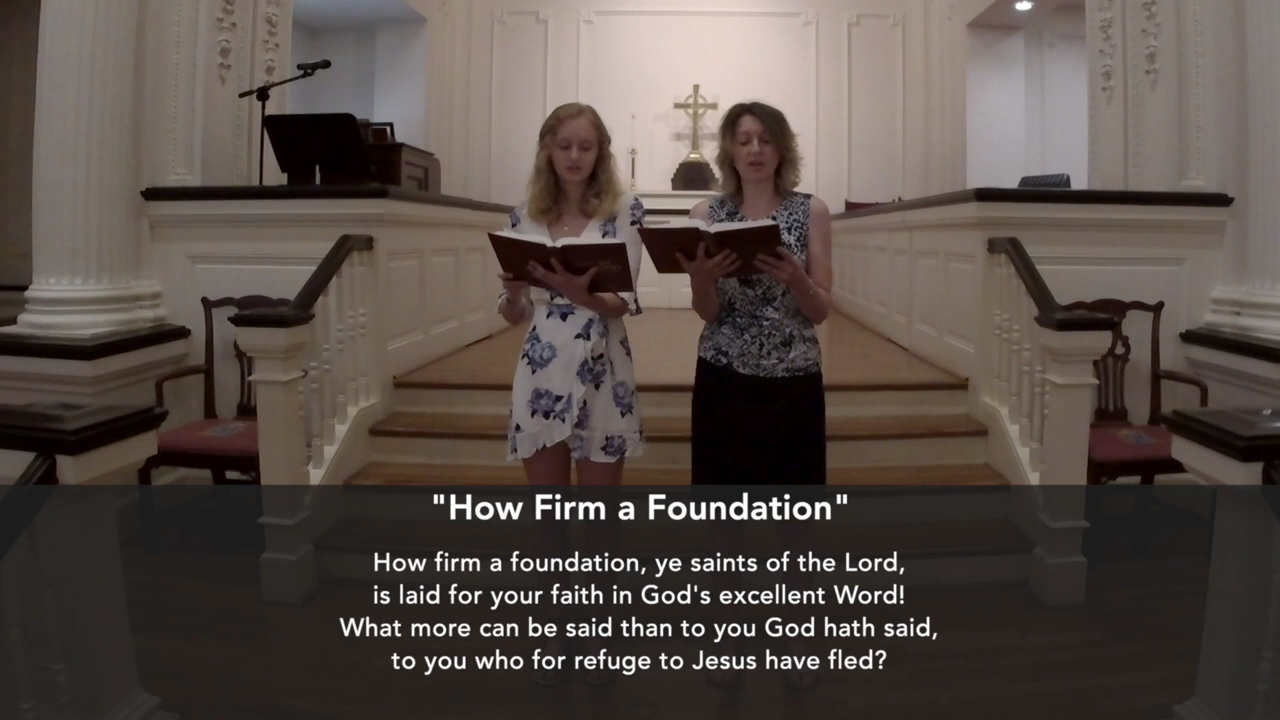 "How Firm a Foundation"
How firm a foundation, ye saints of the Lord,
is laid for your faith in God's excellent Word!
What more can be said than to you God hath said,
to you who for refuge to Jesus have fled?